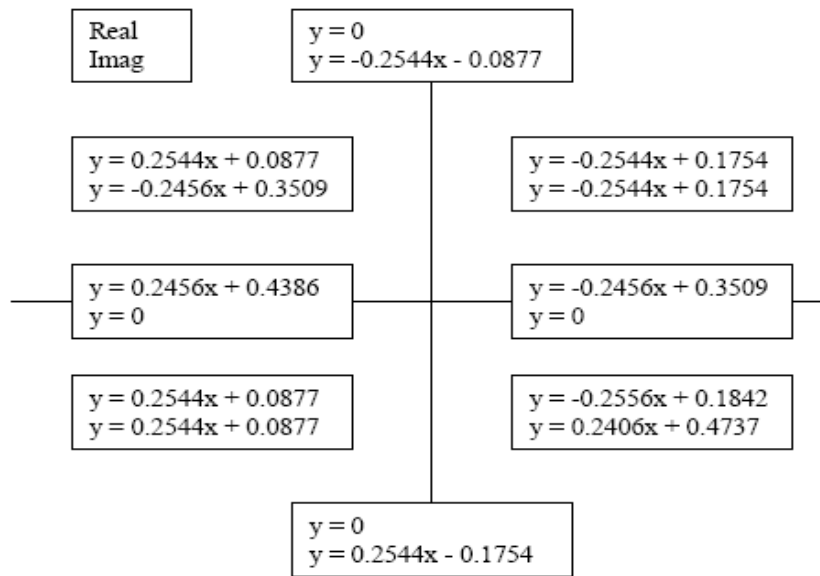 Real
Imag
y = 0
y = -0.2544x - 0.0877
y = 0.2544x + 0.0877
y = -0.2456x + 0.3509
y = -0.2544x + 0.1754
y = -0.2544x + 0.1754
y = 0.2456x + 0.4386
y = 0
y = -0.2456x + 0.3509
y = 0
y = 0.2544x + 0.0877
y = 0.2544x + 0.0877
y = -0.2556x + 0.1842
y = 0.2406x + 0.4737
y = 0
y = 0.2544x - 0.1754